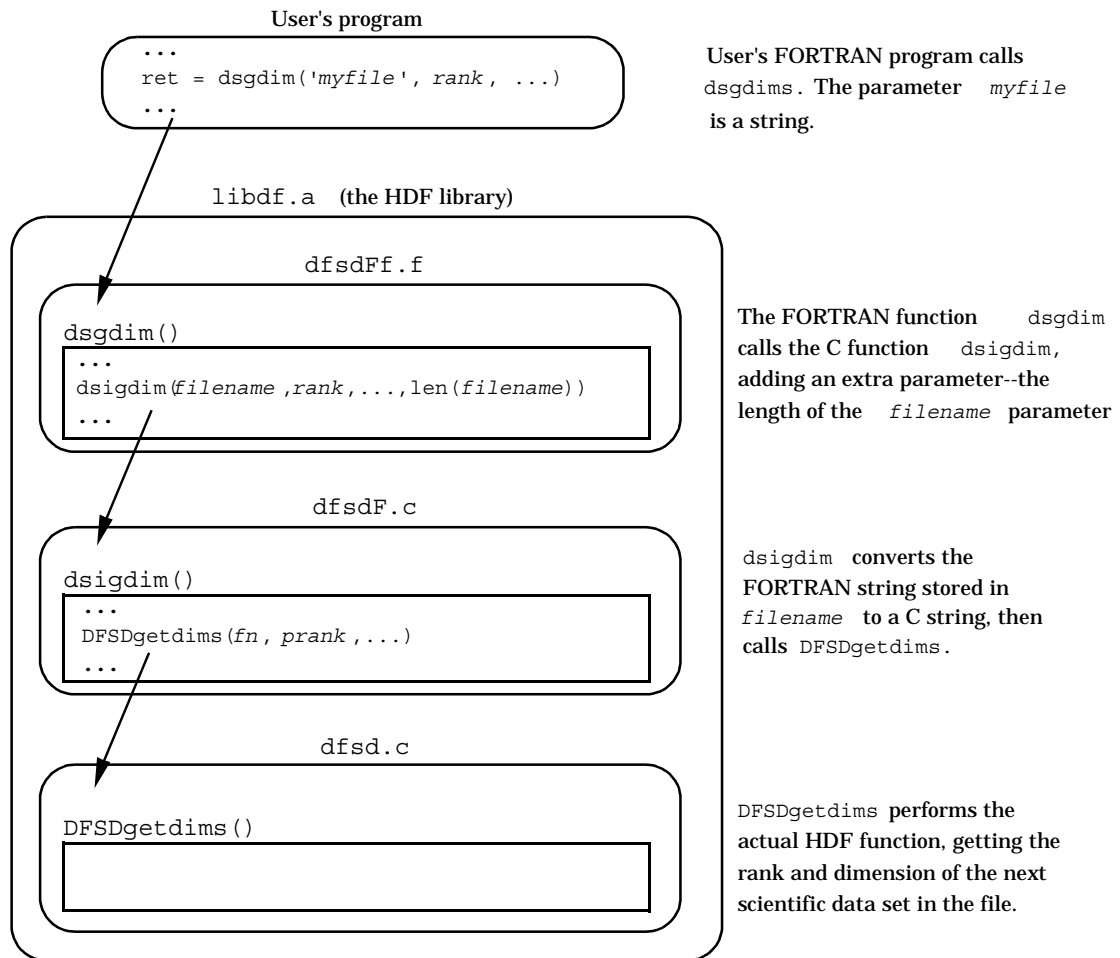 User's program
...
ret = dsgdim('myfile', rank, ...)
...
User's FORTRAN program calls
dsgdims. The parameter myfile
is a string.
libdf.a (the HDF library)
dfsdFf.f
dsgdim()
...
dsigdim(filename,rank,...,len(filename))
...
The FORTRAN function dsgdim
calls the C function dsigdim,
adding an extra parameter--the
length of the filename parameter
dfsdF.c
dsigdim()
...
DFSDgetdims(fn, prank,...)
...
dsigdim converts the
FORTRAN string stored in
filename to a C string, then
calls DFSDgetdims.
dfsd.c
DFSDgetdims()
DFSDgetdims performs the
actual HDF function, getting the
rank and dimension of the next
scientific data set in the file.